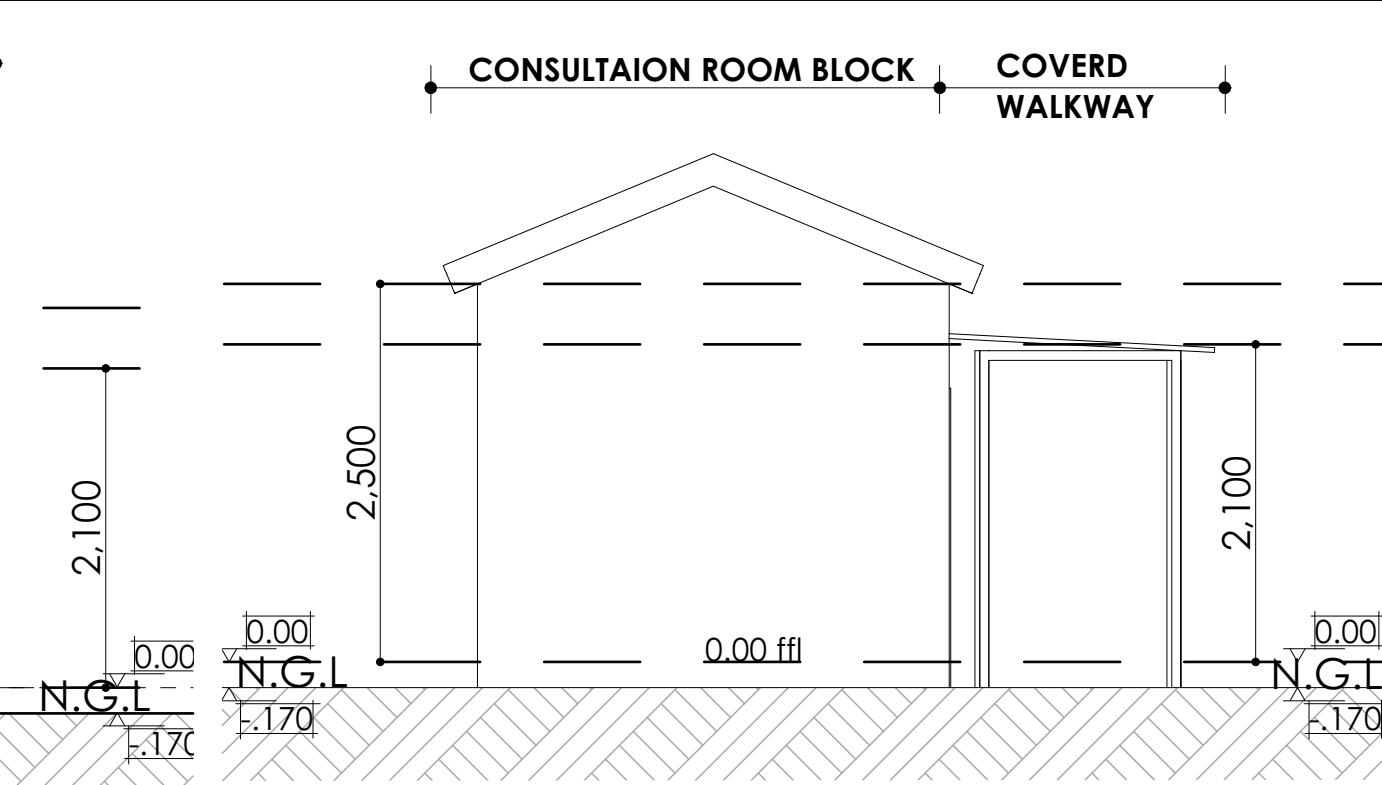 CONSULTAION ROOM BLOCK
COVERD
WALKWAY
2,100
2,500
2,100
0.00
N.G.L
-.170
0.00
N.G.L
-.170
0.00 ffl
0.00
N.G.L
-.170